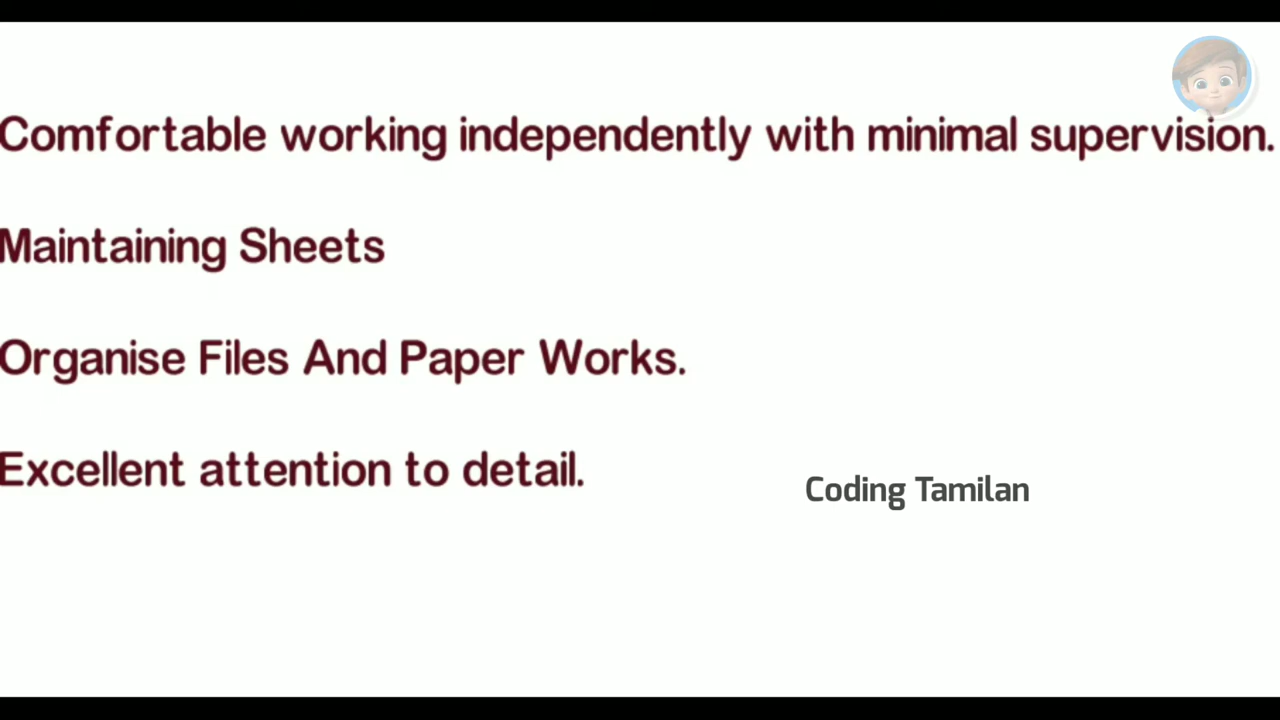 Comfortable working independently with minimal supervision.
Maintaining Sheets
Organise Files And Paper Works.
Excellent attention to detail.
Coding Tamilan